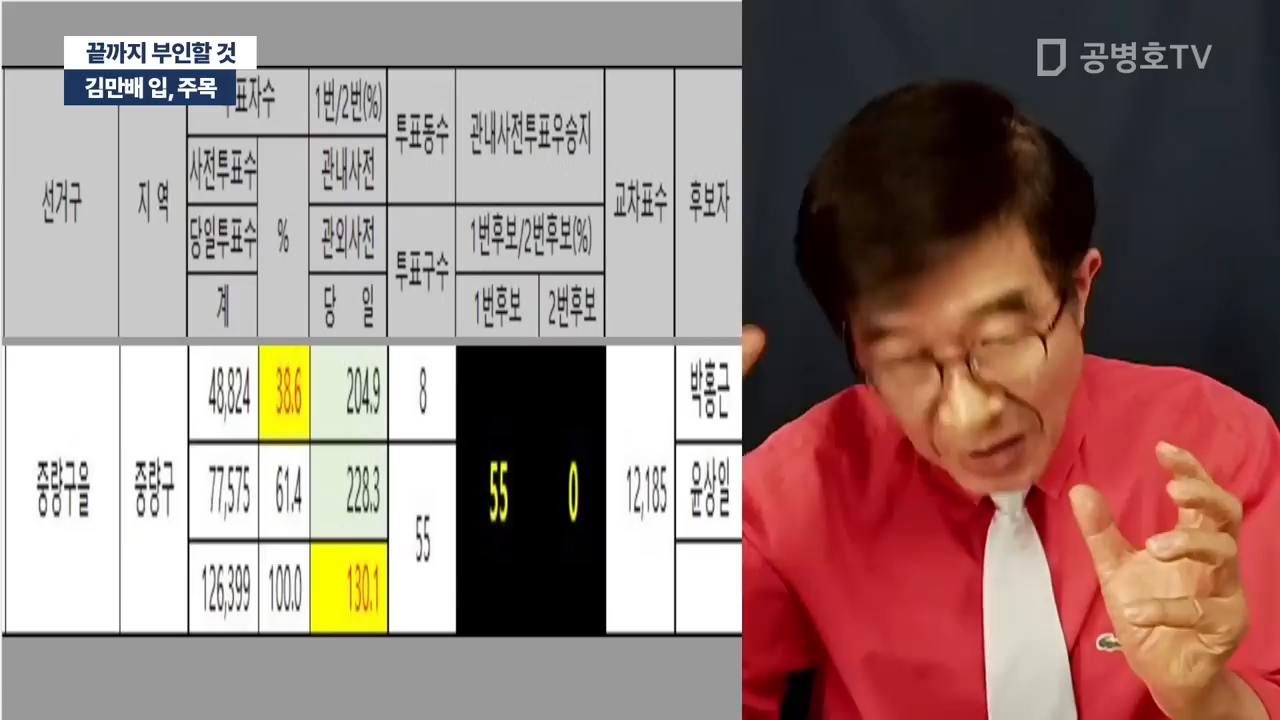 끝까지 부인할 것
김만배 입, 주목
공병호TV
선거구
지 역
표자수
사전투표수
당일투표수
계
%
1번/2번(%)
관내사전
관외사전
당 일
투표동수
투표구수
관내사전투표우승지
1번후보/2번후보(%)
1번후보
2번후보
교차표수
후보자
중랑구을
중랑구
48,824
38.6
204.9
77,575
61.4
228.3
126,399
100.0
130.1
8
55
55
0
12,185
박홍근
윤상일